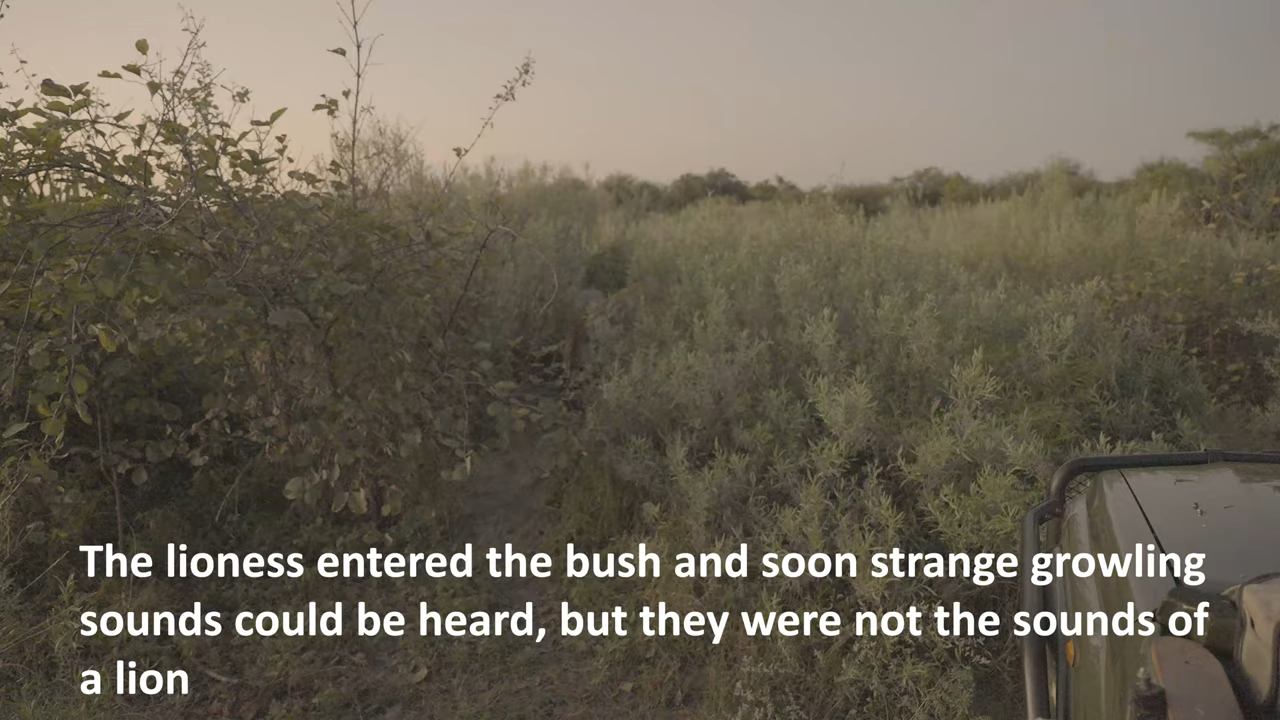 The lioness entered the bush and soon strange growling
sounds could be heard, but they were not the sounds of
a lion